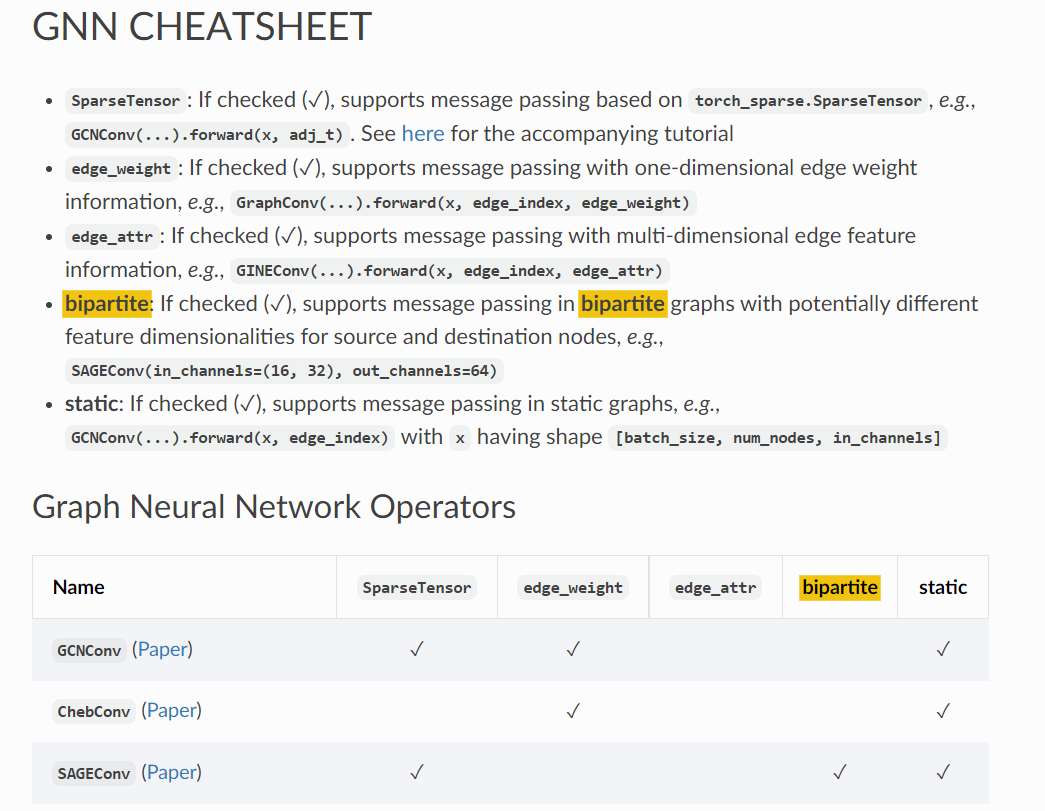 GNN CHEATSHEET
• SparseTensor : If checked (✓), supports message passing based on torch_sparse.SparseTensor , e.g.,
GCNConv(...).forward(x, adj_t) . See here for the accompanying tutorial
• edge_weight : If checked (✓), supports message passing with one-dimensional edge weight
information, e.g., GraphConv(...).forward(x, edge_index, edge_weight)
• edge_attr : If checked (✓), supports message passing with multi-dimensional edge feature
information, e.g., GINEConv(...).forward(x, edge_index, edge_attr)
• bipartite: If checked (✓), supports message passing in bipartite graphs with potentially different
feature dimensionalities for source and destination nodes, e.g.,
SAGEConv(in_channels=(16, 32), out_channels=64)
• static: If checked (✓), supports message passing in static graphs, e.g.,
GCNConv(...).forward(x, edge_index) with x having shape [batch_size, num_nodes, in_channels]
Graph Neural Network Operators
Name SparseTensor edge_weight edge_attr bipartite static
GCNConv (Paper) ✓ ✓ ✓
ChebConv (Paper) ✓ ✓
SAGEConv (Paper) ✓ ✓ ✓